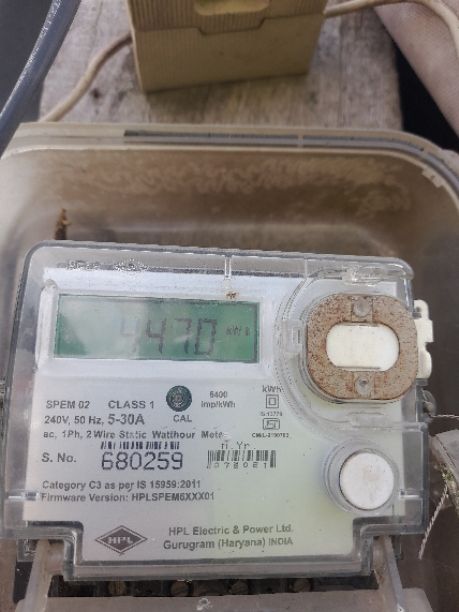 4470 kWh
SPEM 02 CLASS 1 6400 imp/kWh kWh
240V, 50 Hz, 5-30A CAL
ac, 1Ph, 2 Wire Static Watthour Meter
S. No. 680259
Category C3 as per IS 15959:2011
Firmware Version: HPLSPEM6XXX01
HPL
HPL Electric & Power Ltd.
Gurugram (Haryana) INDIA